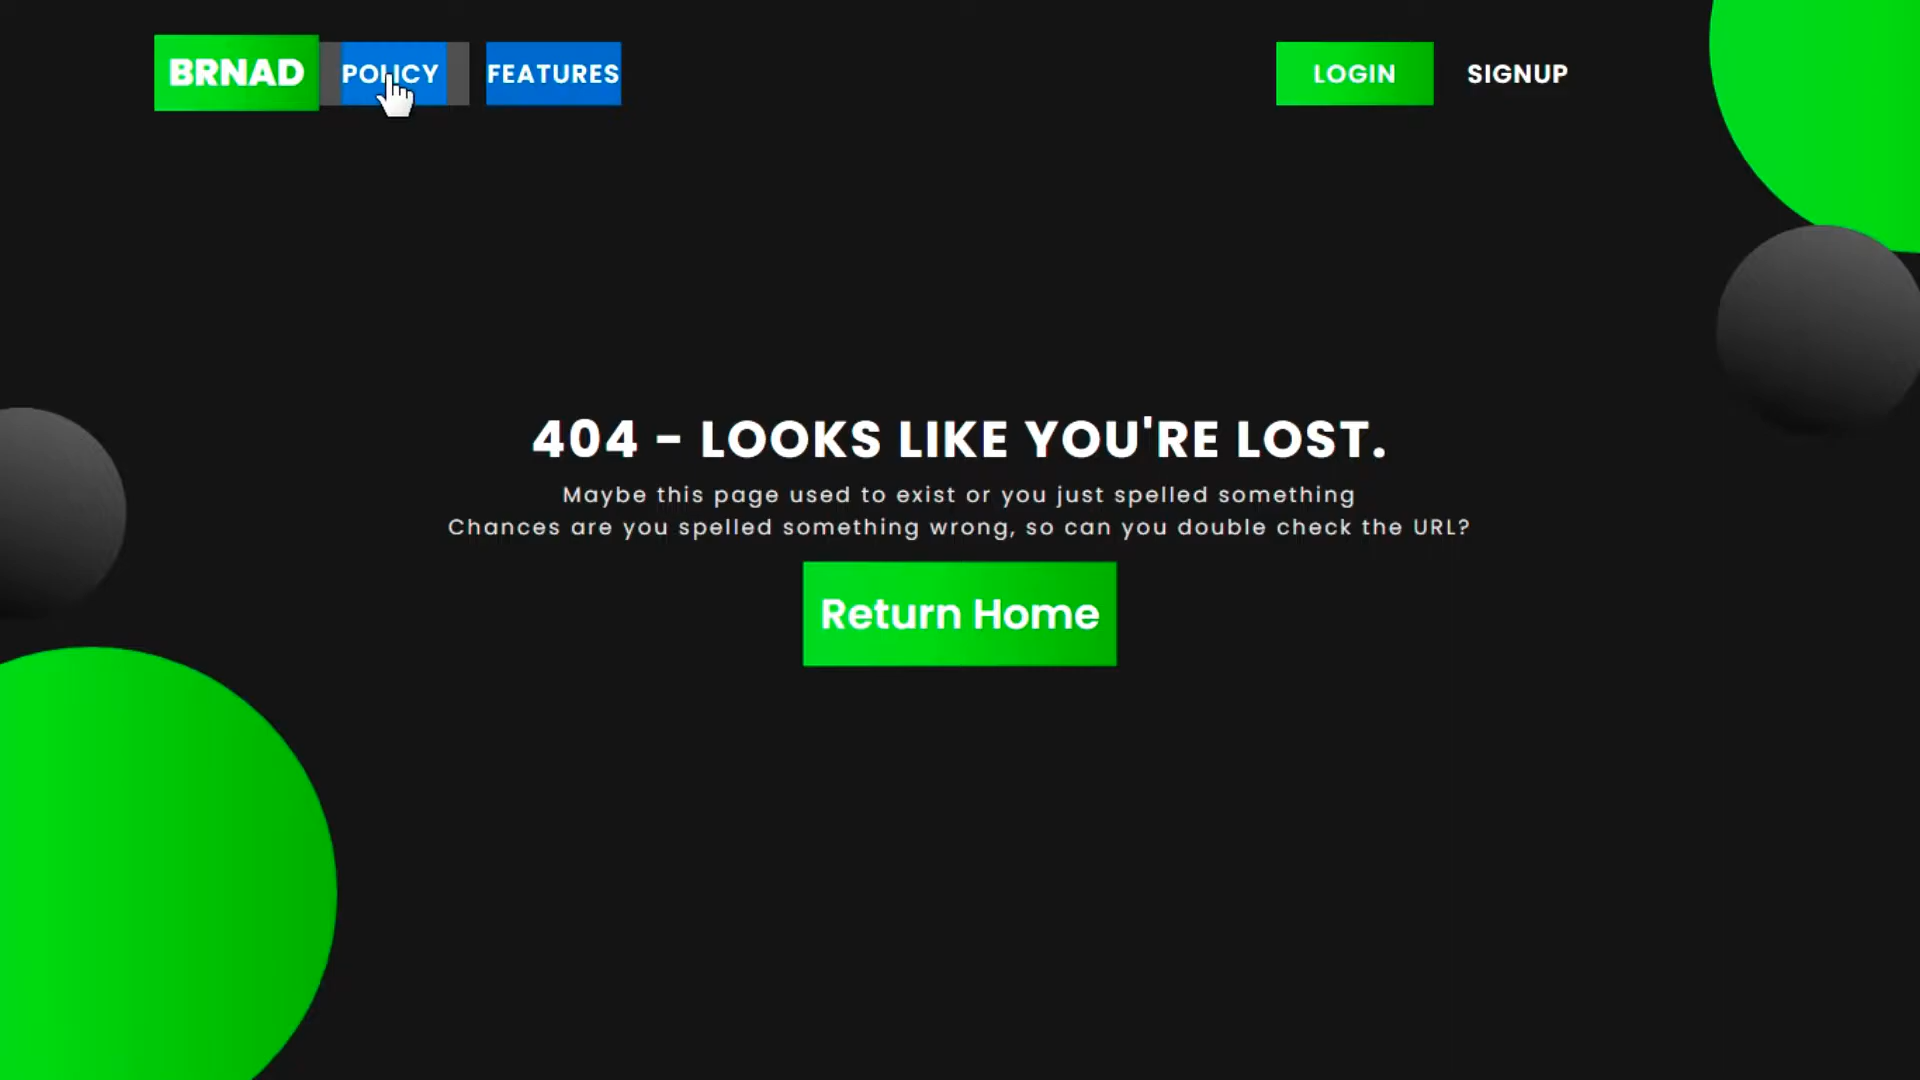 BRNAD
POLICY
FEATURES
LOGIN
SIGNUP
404 - LOOKS LIKE YOU'RE LOST.
Maybe this page used to exist or you just spelled something
Chances are you spelled something wrong, so can you double check the URL?
Return Home